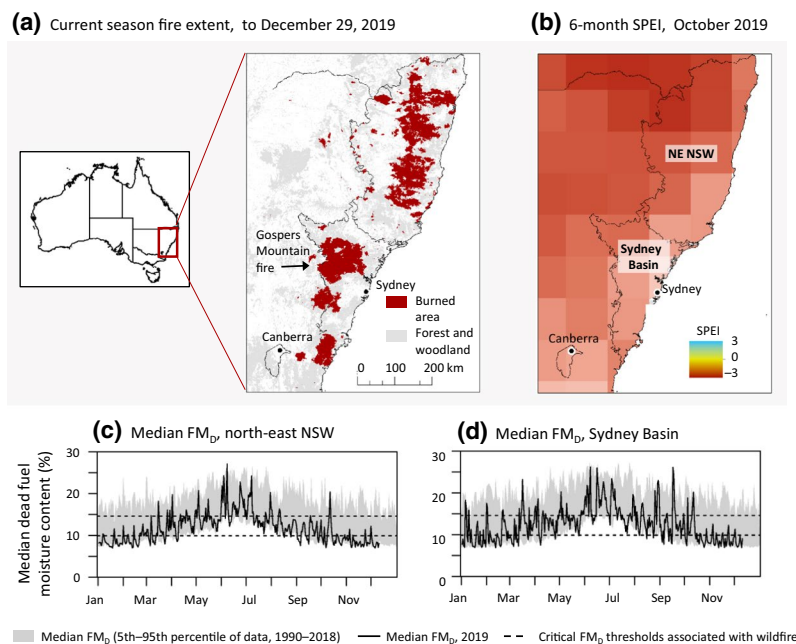 (a) Current season fire extent, to December 29, 2019
(b) 6-month SPEI, October 2019
Gospers
Mountain
fire
Sydney
Burned
area
Forest and
woodland
Canberra
0 100 200 km
NE NSW
Sydney
Basin
Sydney
SPEI
3
0
–3
Canberra
(c) Median FMD, north-east NSW
(d) Median FMD, Sydney Basin
Median dead fuel
moisture content (%)
30
20
10
0
Jan Mar May Jul Sep Nov
30
20
10
0
Jan Mar May Jul Sep Nov
Median FMD (5th–95th percentile of data, 1990–2018) Median FMD, 2019 Critical FMD thresholds associated with wildfire